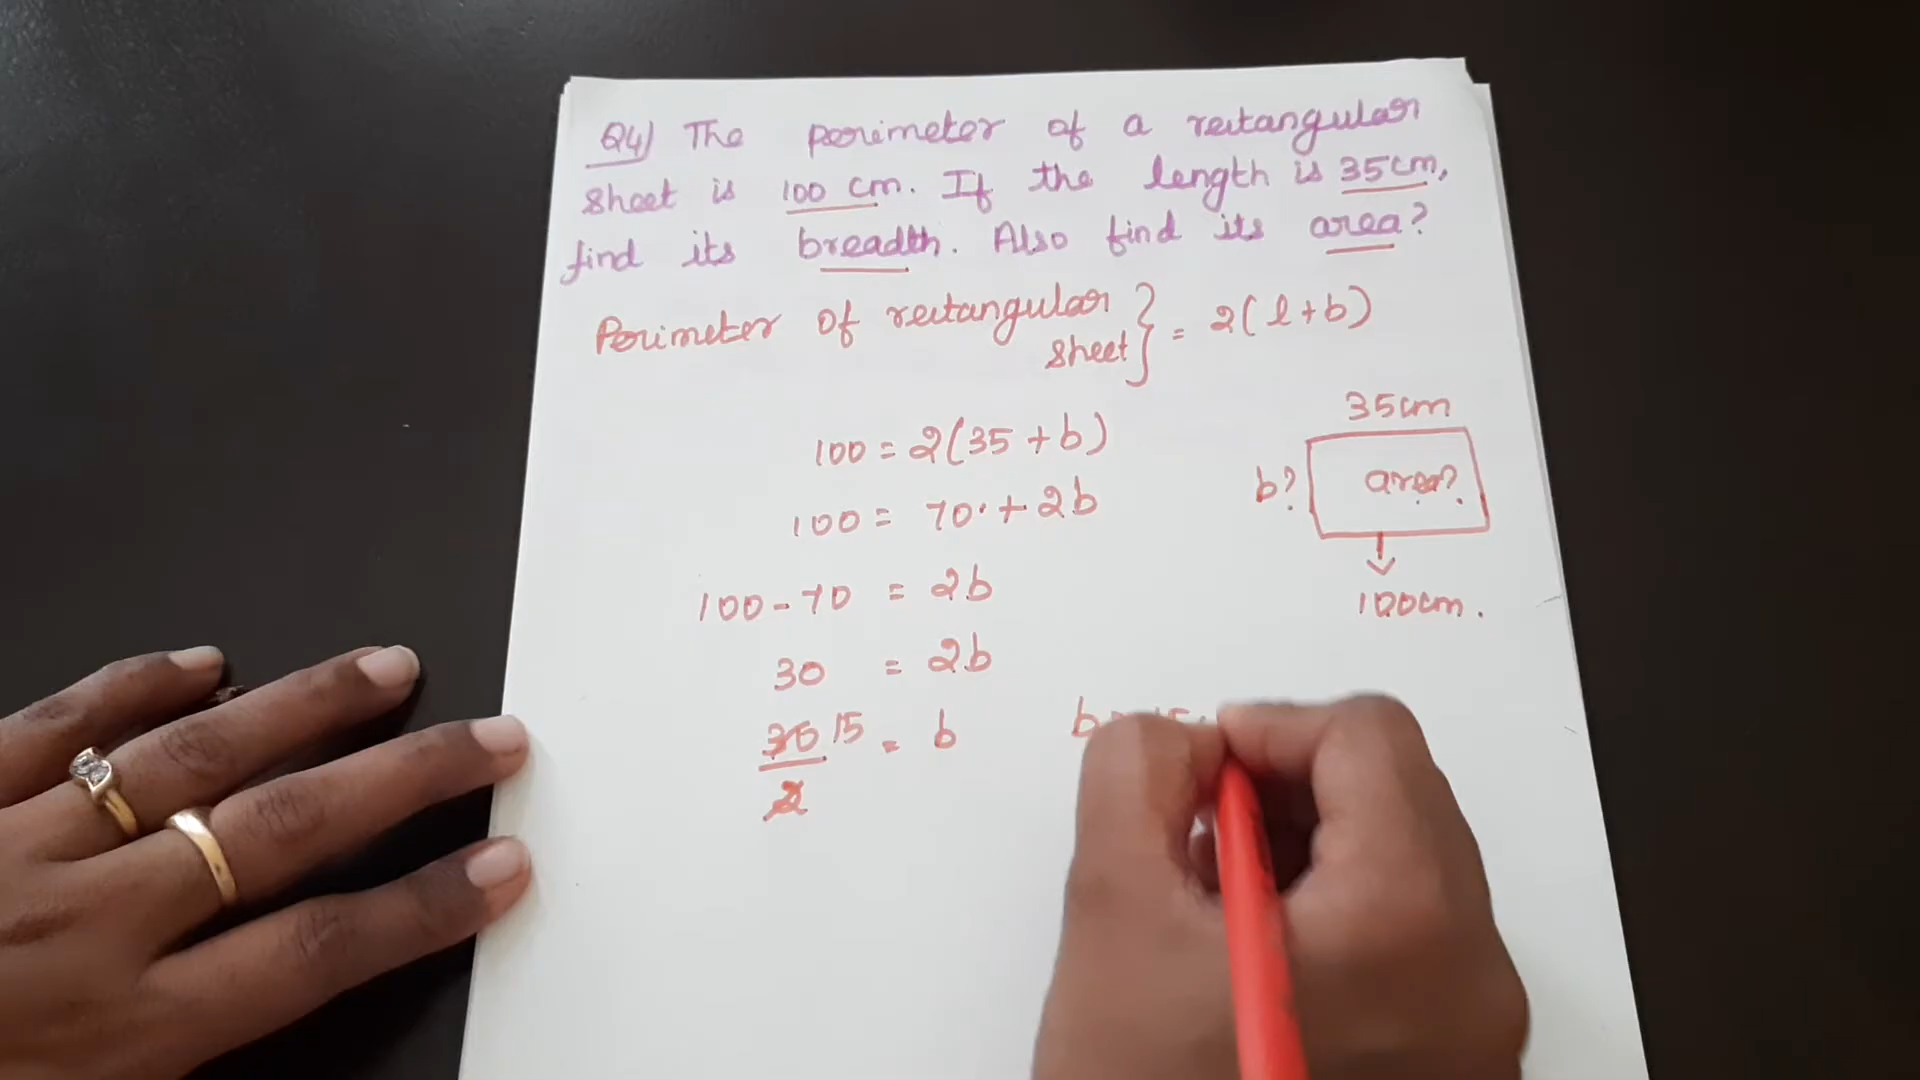 Q4) The perimeter of a rectangular
sheet is 100 cm. If the length is 35cm,
find its breadth. Also find its area?
Perimeter of rectangular
sheet } = 2(l+b)
100 = 2(35 + b)
35cm
b?
area?
100cm.
100 = 70 + 2b
100 - 70 = 2b
30 = 2b
30 15 = b
2
b = 15